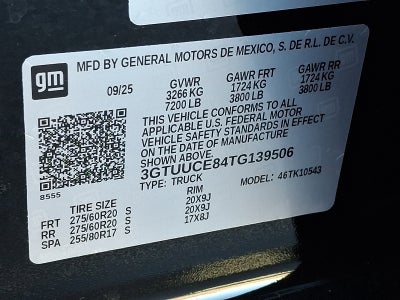 gm
MFD BY GENERAL MOTORS DE MEXICO, S. DE R.L. DE C.V.
09/25 GVWR GAWR FRT GAWR RR
3266 KG 1724 KG 1724 KG
7200 LB 3800 LB 3800 LB
THIS VEHICLE CONFORMS TO ALL
APPLICABLE U.S. FEDERAL MOTOR
VEHICLE SAFETY STANDARDS IN EFFECT
ON THE DATE OF MANUFACTURE
SHOWN ABOVE.
3GTUUCE84TG139506
TYPE: TRUCK MODEL: 46TK10543
8555
TIRE SIZE RIM
FRT 275/60R20 S 20X9J
RR 275/60R20 S 20X9J
SPA 255/80R17 S 17X8J